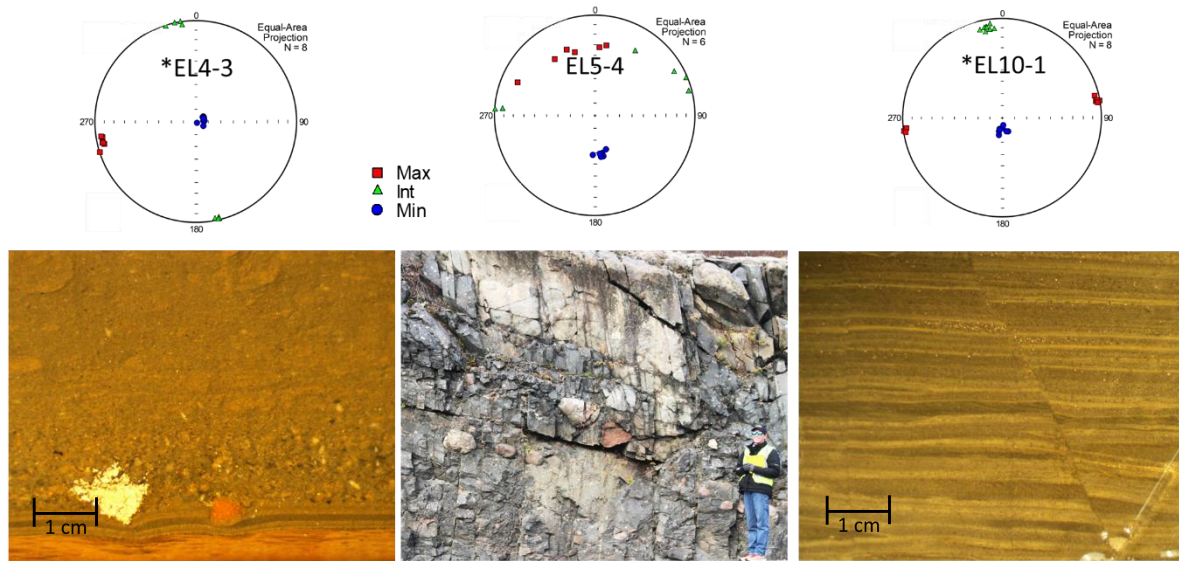 0
Equal-Area
Projection
N = 8
*EL4-3
270
90
180
Equal-Area
Projection
N = 6
EL5-4
270
90
180
0
Equal-Area
Projection
N = 8
*EL10-1
270
90
180
Max
Int
Min
1 cm
1 cm